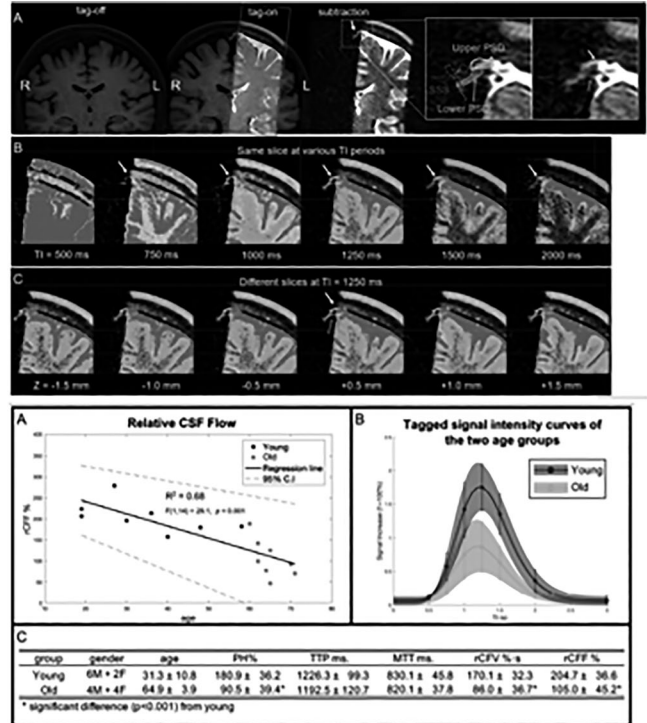 A
tag-off
tag-on
subtraction
R
L
R
L
Upper PSD
SSS
Lower PSD
B
Same slice at various TI periods
TI = 500 ms
750 ms
1000 ms
1250 ms
1500 ms
2000 ms
C
Different slices at TI = 1250 ms
Z = -1.5 mm
-1.0 mm
-0.5 mm
+0.5 mm
+1.0 mm
+1.5 mm
A
Relative CSF Flow
Young
Old
Regression line
95% C.I
R² = 0.68
rCFF %
age
B
Tagged signal intensity curves of
the two age groups
Young
Old
C
group gender age PH% TTP ms. MTT ms. rCFV %·s rCFF %
Young 6M + 2F 31.3 ± 10.8 180.9 ± 36.2 1226.3 ± 99.3 830.1 ± 45.8 170.1 ± 32.3 204.7 ± 36.6
Old 4M + 4F 64.9 ± 3.9 90.5 ± 39.4* 1192.5 ± 120.7 820.1 ± 37.8 86.0 ± 36.7* 105.0 ± 45.2*
* significant difference (p<0.001) from young